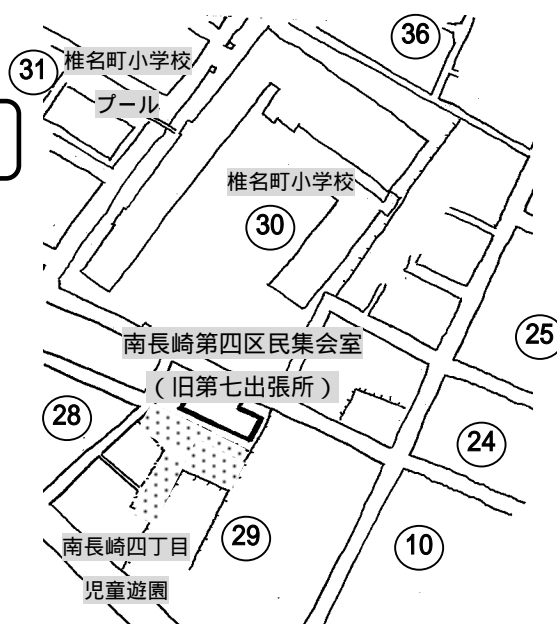 36
31
椎名町小学校
プール
椎名町小学校
30
25
南長崎第四区民集会室
（旧第七出張所）
28
24
南長崎四丁目
児童遊園
29
10